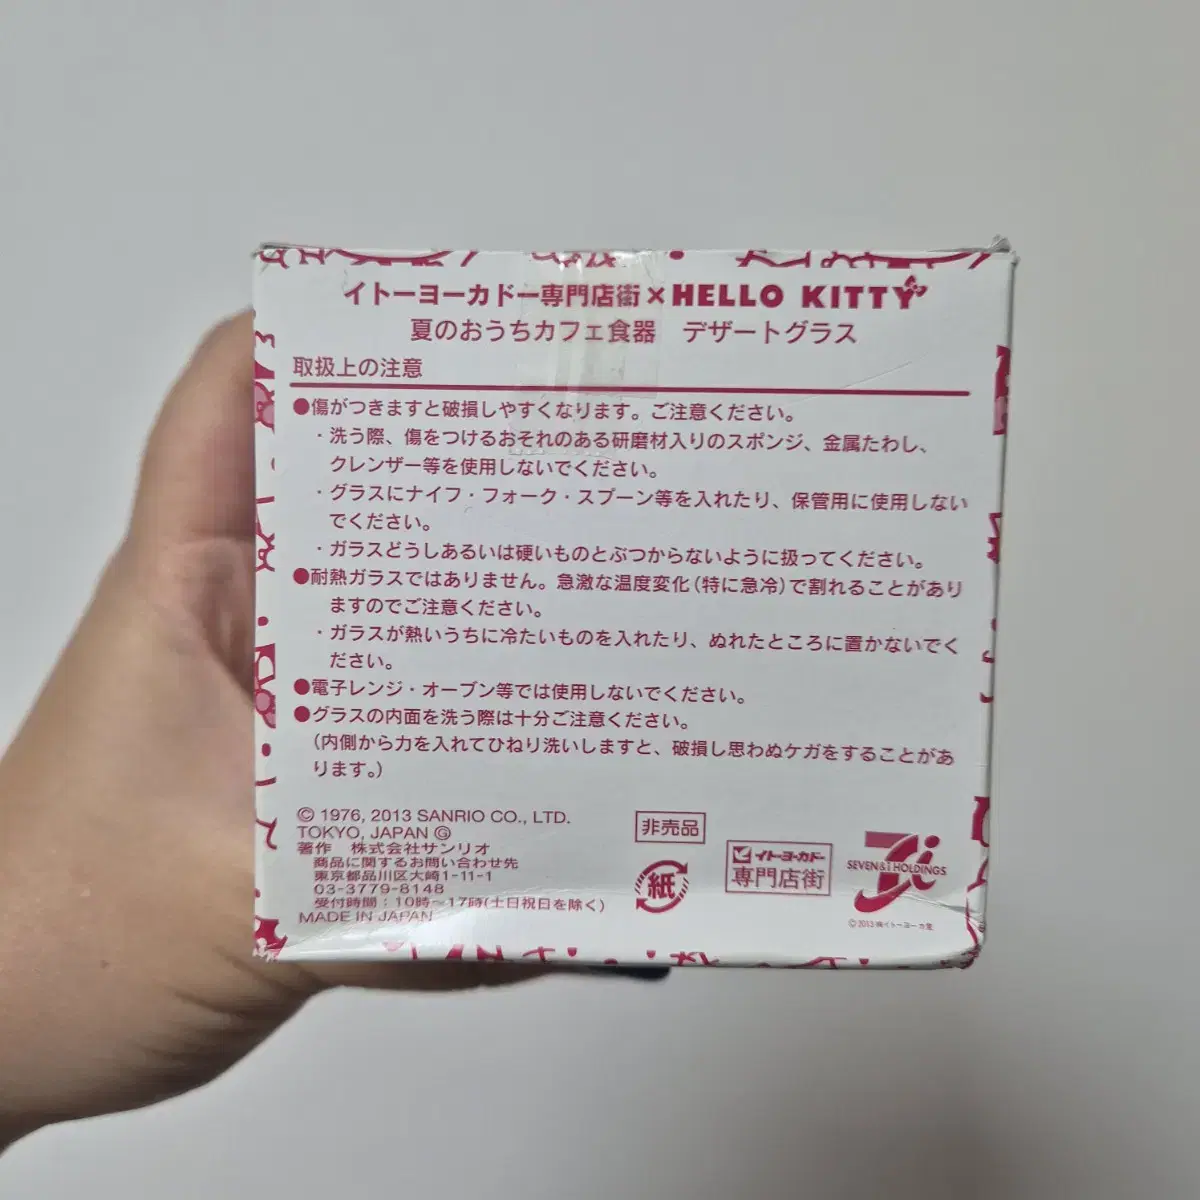 イトーヨーカドー専門店街×HELLO KITTY
夏のおうちカフェ食器　デザートグラス
取扱上の注意
●傷がつきますと破損しやすくなります。ご注意ください。
・洗う際、傷をつけるおそれのある研磨材入りのスポンジ、金属たわし、
クレンザー等を使用しないでください。
・グラスにナイフ・フォーク・スプーン等を入れたり、保管用に使用しない
でください。
・ガラスどうしあるいは硬いものとぶつからないように扱ってください。
●耐熱ガラスではありません。急激な温度変化(特に急冷)で割れることがあり
ますのでご注意ください。
・ガラスが熱いうちに冷たいものを入れたり、ぬれたところに置かないでく
ださい。
●電子レンジ・オーブン等では使用しないでください。
●グラスの内面を洗う際は十分ご注意ください。
(内側から力を入れてひねり洗いしますと、破損し思わぬケガをすることがあ
ります。)
© 1976, 2013 SANRIO CO., LTD.
TOKYO, JAPAN Ⓖ
著作　株式会社サンリオ
商品に関するお問い合わせ先
東京都品川区大崎1-11-1
03-3779-8148
受付時間：10時～17時(土日祝日を除く)
MADE IN JAPAN
非売品
紙
イトーヨーカドー
専門店街
SEVEN&i HOLDINGS
©2013 ㈱イトーヨーカ堂